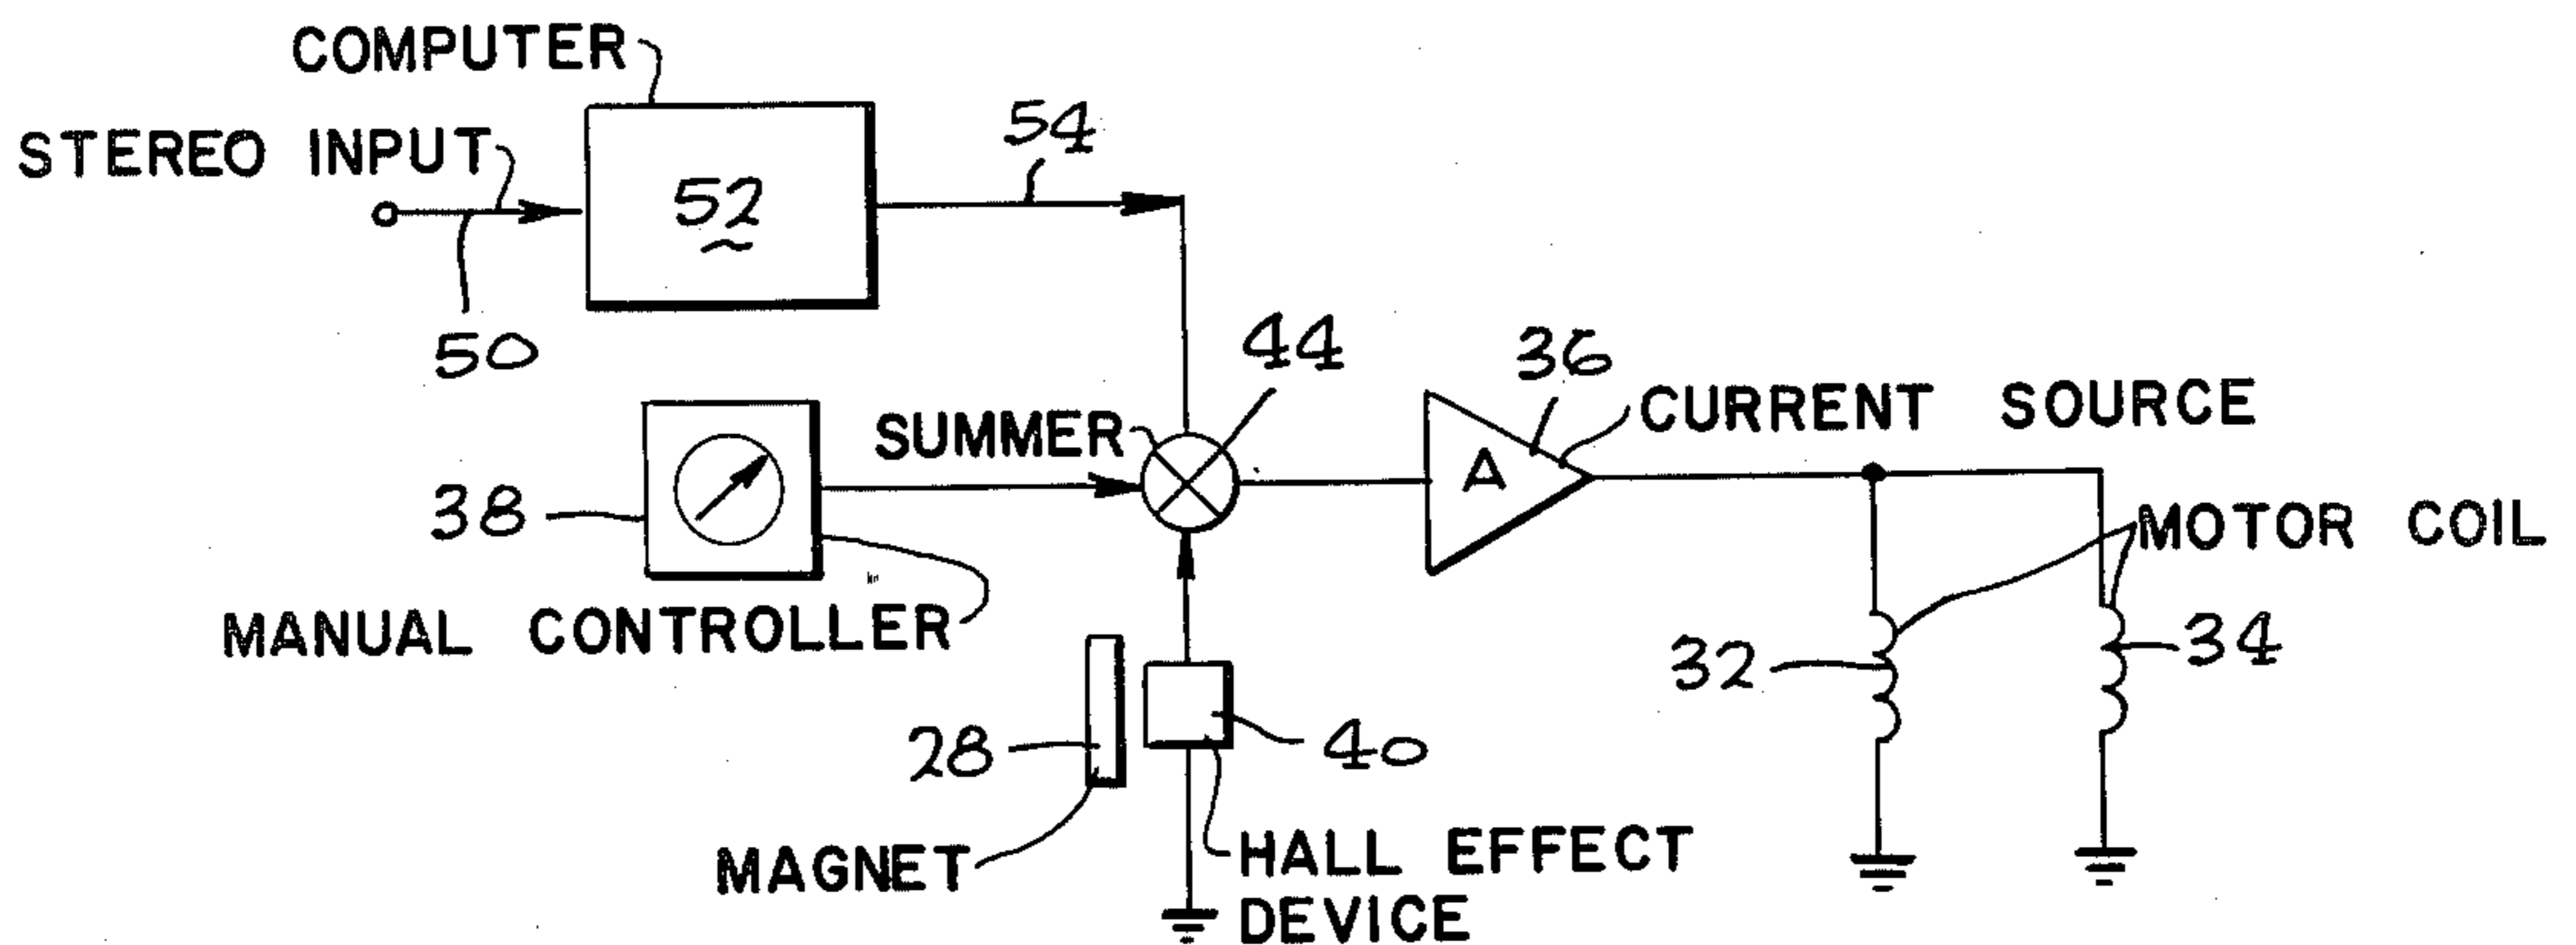 COMPUTER
STEREO INPUT
54
52
50
44
36
CURRENT SOURCE
SUMMER
A
38
MOTOR COIL
MANUAL CONTROLLER
32
34
28
40
MAGNET
HALL EFFECT
DEVICE